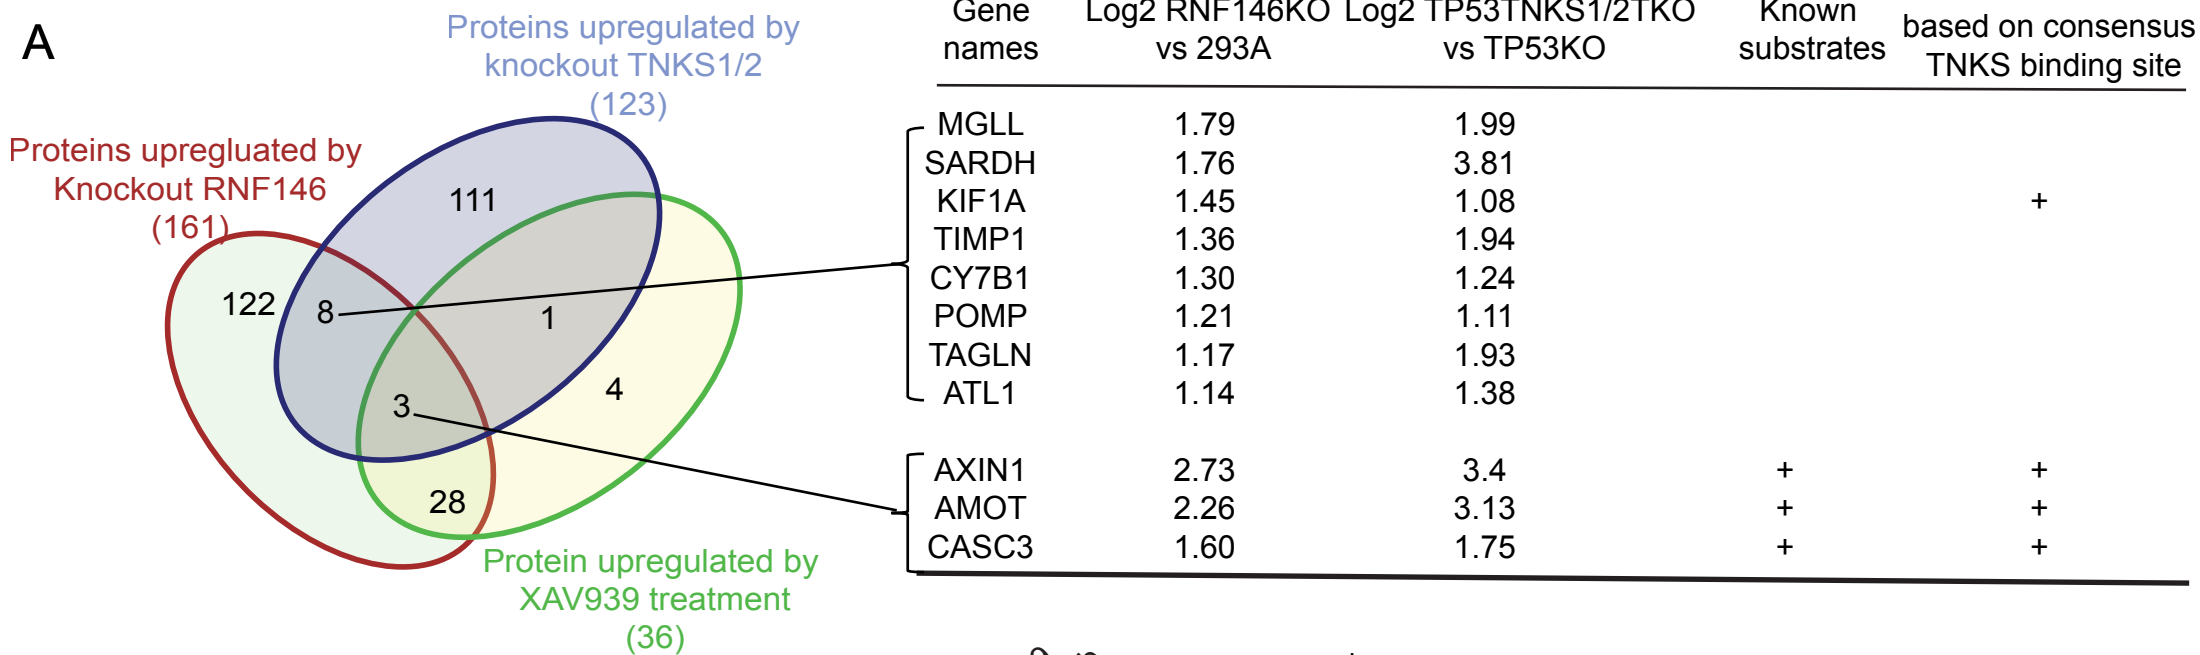 A
Proteins upregulated by
knockout TNKS1/2
(123)
Proteins upregluated by
Knockout RNF146
(161)
111
122
8
1
4
3
28
Protein upregulated by
XAV939 treatment
(36)
Gene names
Log2 RNF146KO vs 293A
Log2 TP53TNKS1/2TKO vs TP53KO
Known substrates
based on consensus TNKS binding site
MGLL 1.79 1.99
SARDH 1.76 3.81
KIF1A 1.45 1.08 +
TIMP1 1.36 1.94
CY7B1 1.30 1.24
POMP 1.21 1.11
TAGLN 1.17 1.93
ATL1 1.14 1.38
AXIN1 2.73 3.4 + +
AMOT 2.26 3.13 + +
CASC3 1.60 1.75 + +